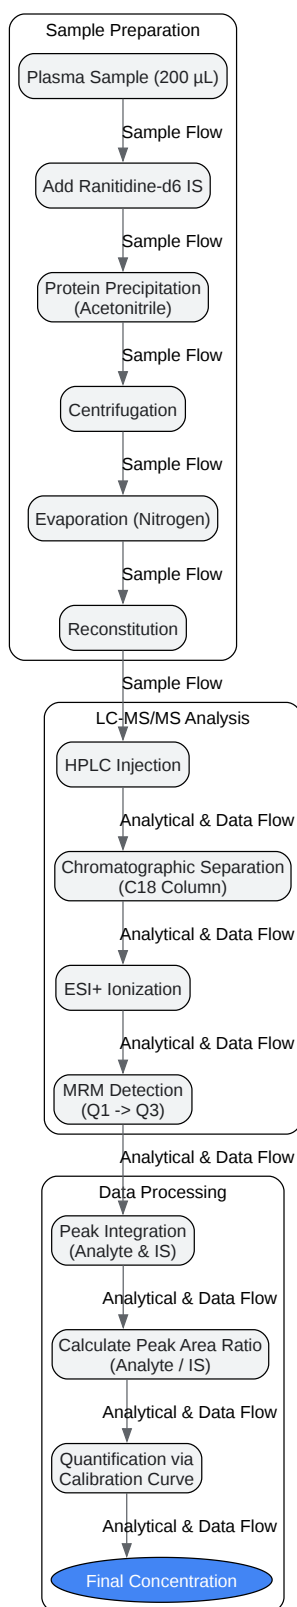 Sample Preparation
Plasma Sample (200 µL)
Sample Flow
Add Ranitidine-d6 IS
Sample Flow
Protein Precipitation
(Acetonitrile)
Sample Flow
Centrifugation
Sample Flow
Evaporation (Nitrogen)
Sample Flow
Reconstitution
Sample Flow
LC-MS/MS Analysis
HPLC Injection
Analytical & Data Flow
Chromatographic Separation
(C18 Column)
Analytical & Data Flow
ESI+ Ionization
Analytical & Data Flow
MRM Detection
(Q1 -> Q3)
Analytical & Data Flow
Data Processing
Peak Integration
(Analyte & IS)
Analytical & Data Flow
Calculate Peak Area Ratio
(Analyte / IS)
Analytical & Data Flow
Quantification via
Calibration Curve
Analytical & Data Flow
Final Concentration